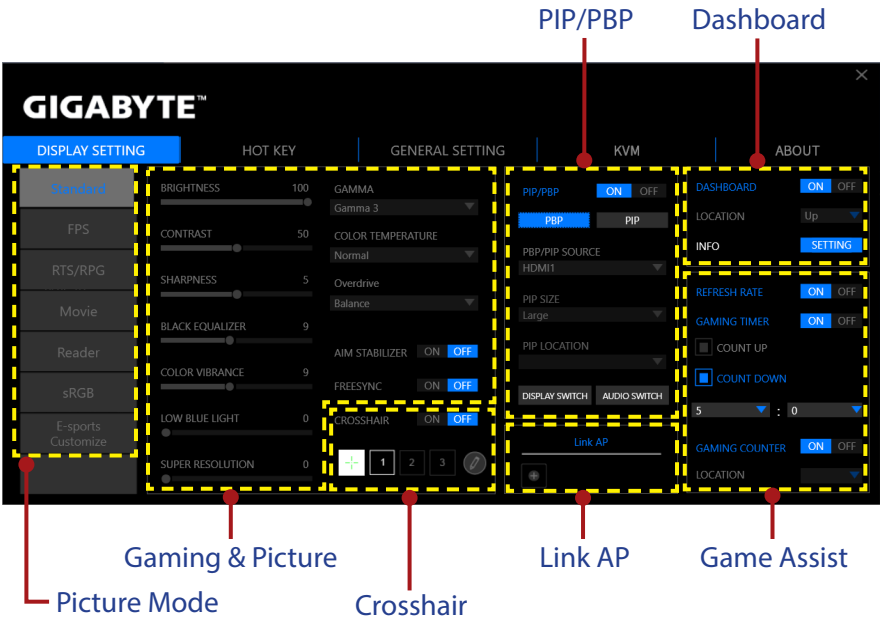 PIP/PBP
Dashboard
GIGABYTE™
DISPLAY SETTING
HOT KEY
GENERAL SETTING
KVM
ABOUT
Standard
FPS
RTS/RPG
Movie
Reader
sRGB
E-sports
Customize
BRIGHTNESS 100
CONTRAST 50
SHARPNESS 5
BLACK EQUALIZER 9
COLOR VIBRANCE 9
LOW BLUE LIGHT 0
SUPER RESOLUTION 0
GAMMA
Gamma 3
COLOR TEMPERATURE
Normal
Overdrive
Balance
AIM STABILIZER ON OFF
FREESYNC ON OFF
CROSSHAIR ON OFF
1 2 3
PIP/PBP ON OFF
PBP PIP
PBP/PIP SOURCE
HDMI1
PIP SIZE
Large
PIP LOCATION
DISPLAY SWITCH AUDIO SWITCH
Link AP
DASHBOARD ON OFF
LOCATION Up
INFO SETTING
REFRESH RATE ON OFF
GAMING TIMER ON OFF
COUNT UP
COUNT DOWN
5 : 0
GAMING COUNTER ON OFF
LOCATION
Gaming & Picture
Link AP
Game Assist
Picture Mode
Crosshair